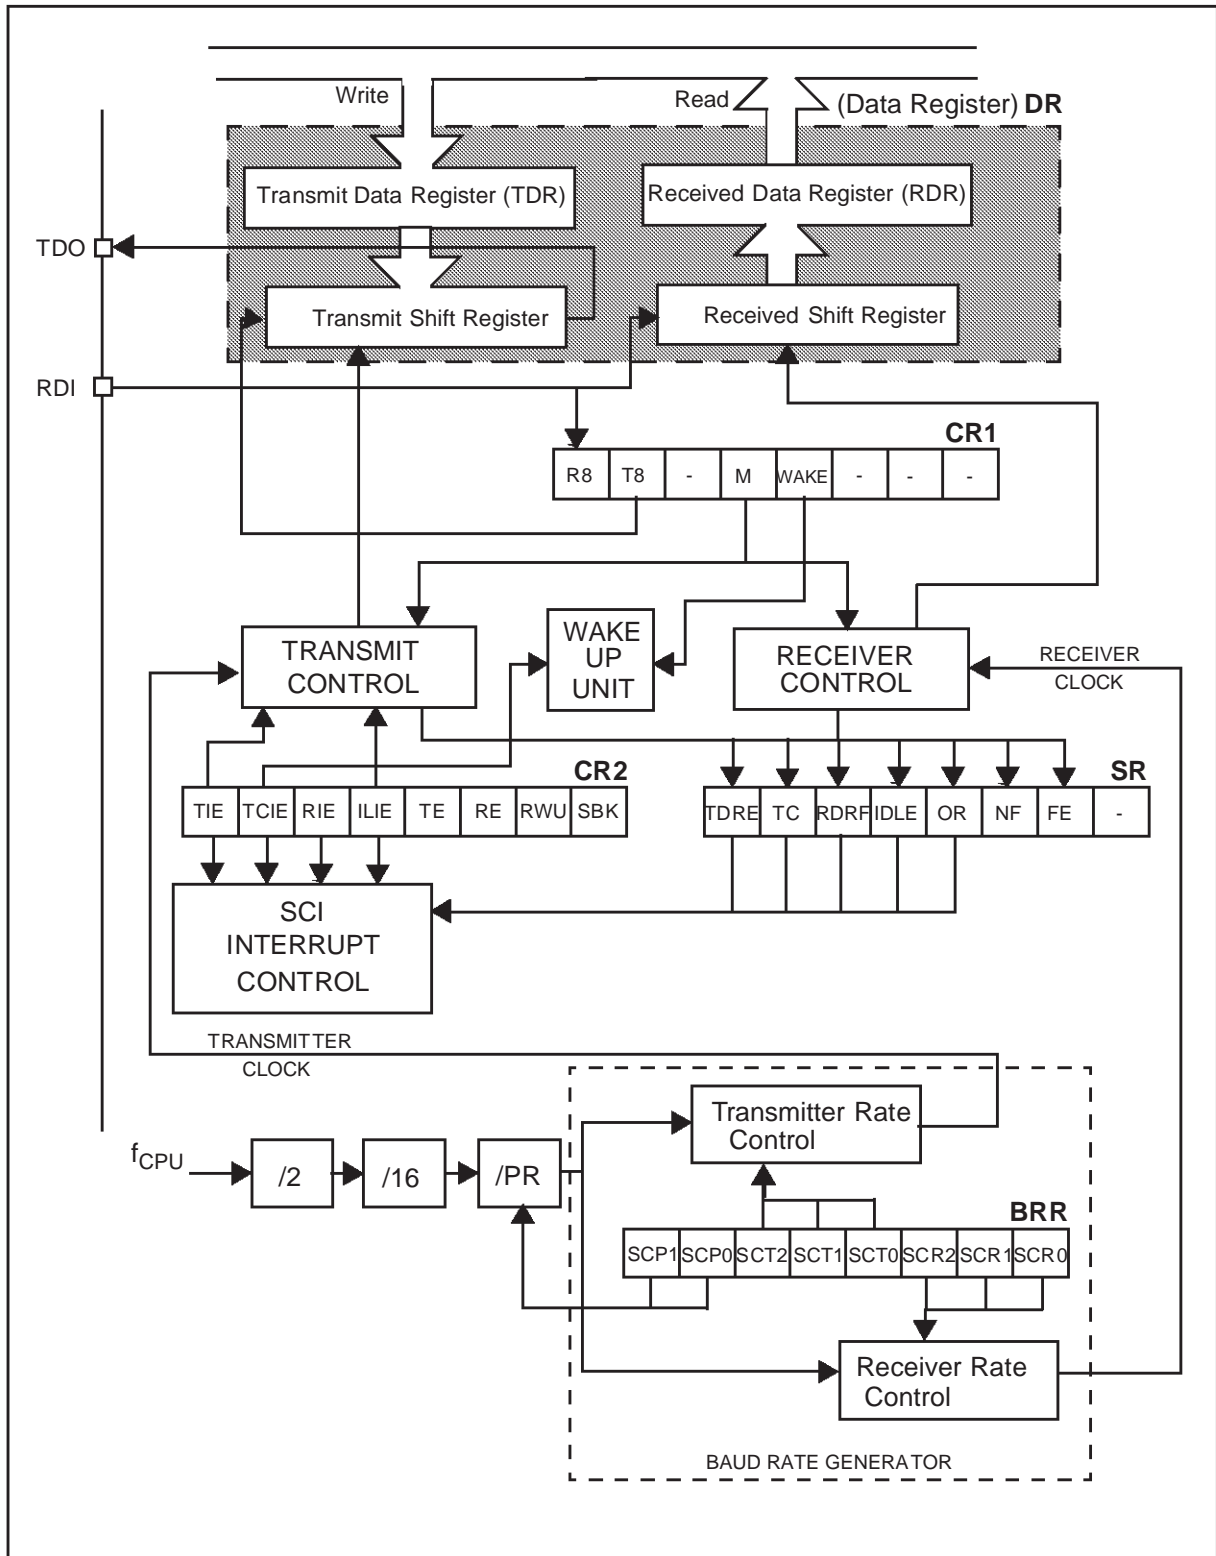 Write
Read
(Data Register) DR
Transmit Data Register (TDR)
Received Data Register (RDR)
TDO
Transmit Shift Register
Received Shift Register
RDI
CR1
R8 T8 - M WAKE - - -
TRANSMIT
CONTROL
WAKE
UP
UNIT
RECEIVER
CONTROL
RECEIVER
CLOCK
CR2
TIE TCIE RIE ILIE TE RE RWU SBK
SR
TDRE TC RDRF IDLE OR NF FE -
SCI
INTERRUPT
CONTROL
TRANSMITTER
CLOCK
Transmitter Rate
Control
fCPU
/2
/16
/PR
BRR
SCP1 SCP0 SCT2 SCT1 SCT0 SCR2 SCR1 SCR0
Receiver Rate
Control
BAUD RATE GENERATOR